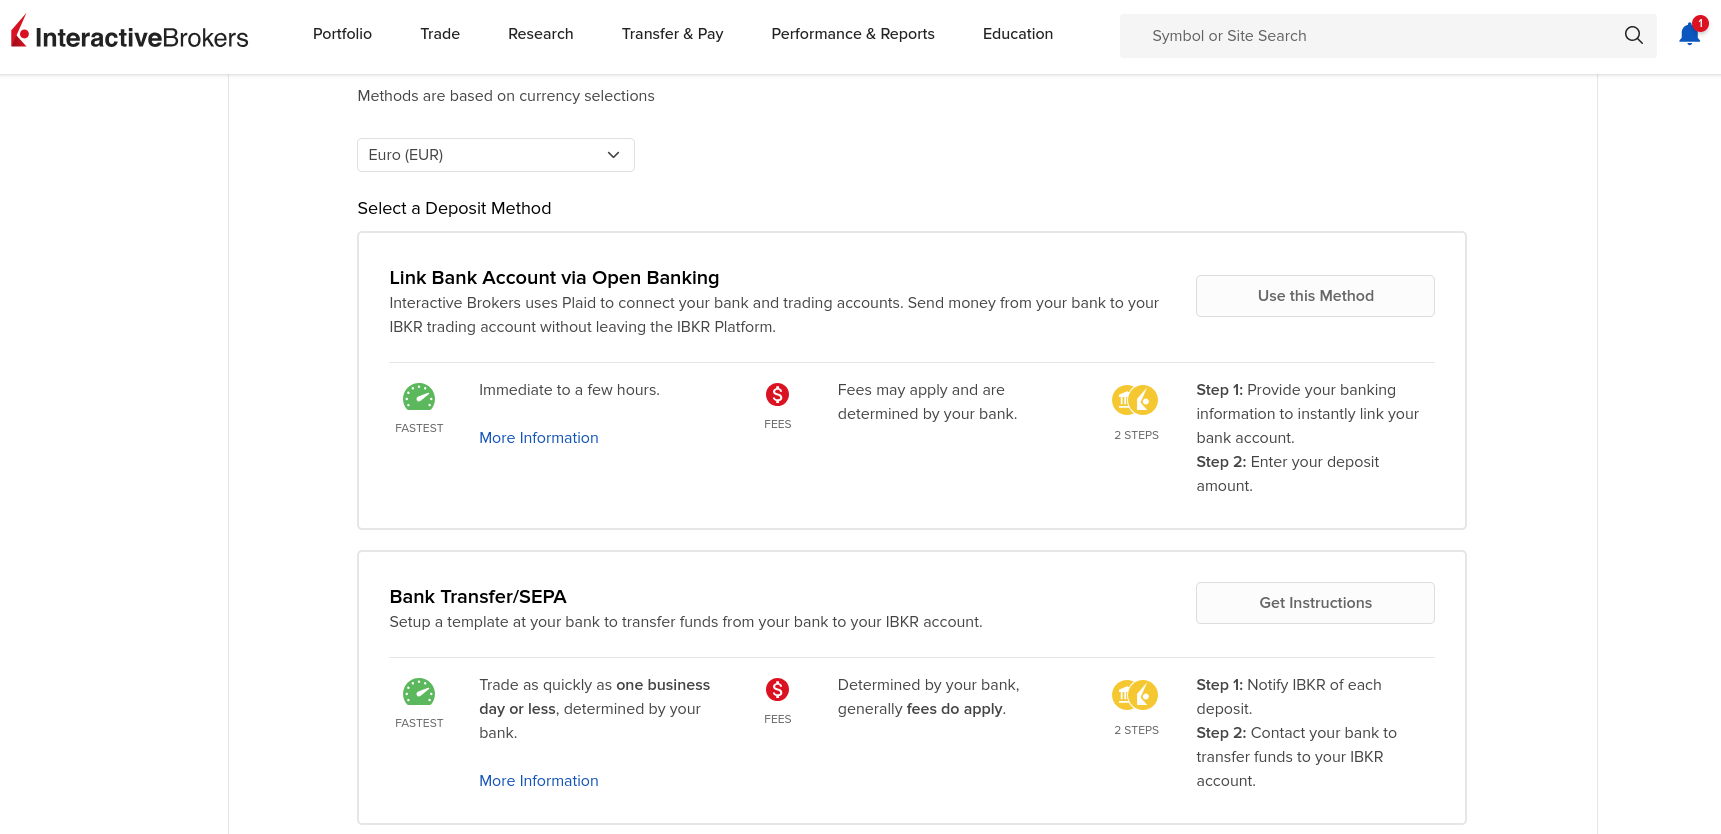 InteractiveBrokers
Portfolio
Trade
Research
Transfer & Pay
Performance & Reports
Education
Symbol or Site Search
1
Methods are based on currency selections
Euro (EUR)
Select a Deposit Method
Link Bank Account via Open Banking
Interactive Brokers uses Plaid to connect your bank and trading accounts. Send money from your bank to your
IBKR trading account without leaving the IBKR Platform.
Use this Method
FASTEST
Immediate to a few hours.
More Information
FEES
Fees may apply and are
determined by your bank.
2 STEPS
Step 1: Provide your banking
information to instantly link your
bank account.
Step 2: Enter your deposit
amount.
Bank Transfer/SEPA
Setup a template at your bank to transfer funds from your bank to your IBKR account.
Get Instructions
FASTEST
Trade as quickly as one business
day or less, determined by your
bank.
More Information
FEES
Determined by your bank,
generally fees do apply.
2 STEPS
Step 1: Notify IBKR of each
deposit.
Step 2: Contact your bank to
transfer funds to your IBKR
account.